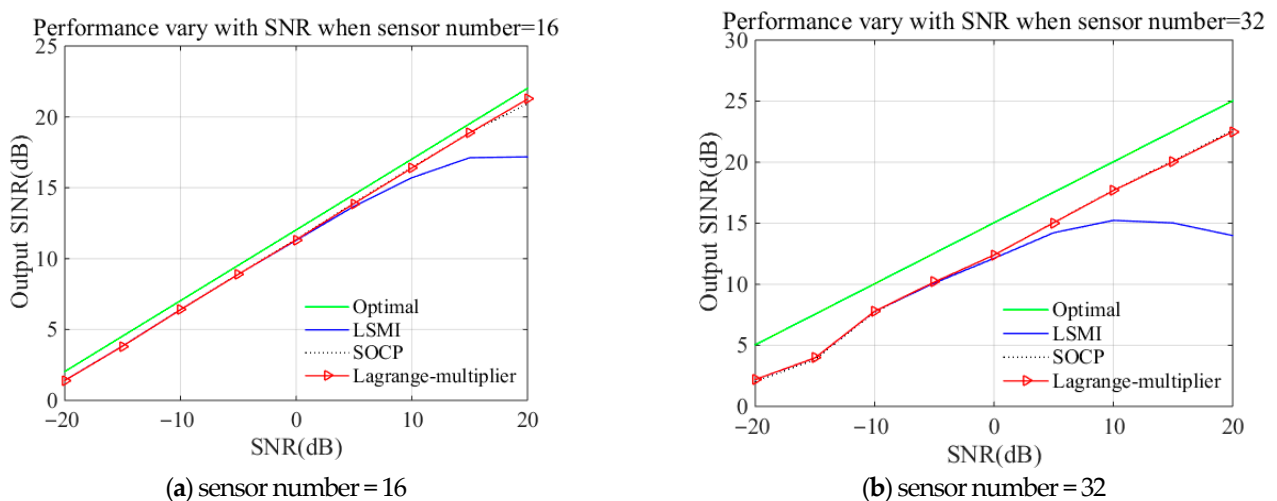 Performance vary with SNR when sensor number=16
25
20
15
10
5
0
Output SINR(dB)
Optimal
LSMI
SOCP
Lagrange-multiplier
−20
−10
0
10
20
SNR(dB)
(a) sensor number = 16
Performance vary with SNR when sensor number=32
30
25
20
15
10
5
0
Output SINR(dB)
Optimal
LSMI
SOCP
Lagrange-multiplier
−20
−10
0
10
20
SNR(dB)
(b) sensor number = 32